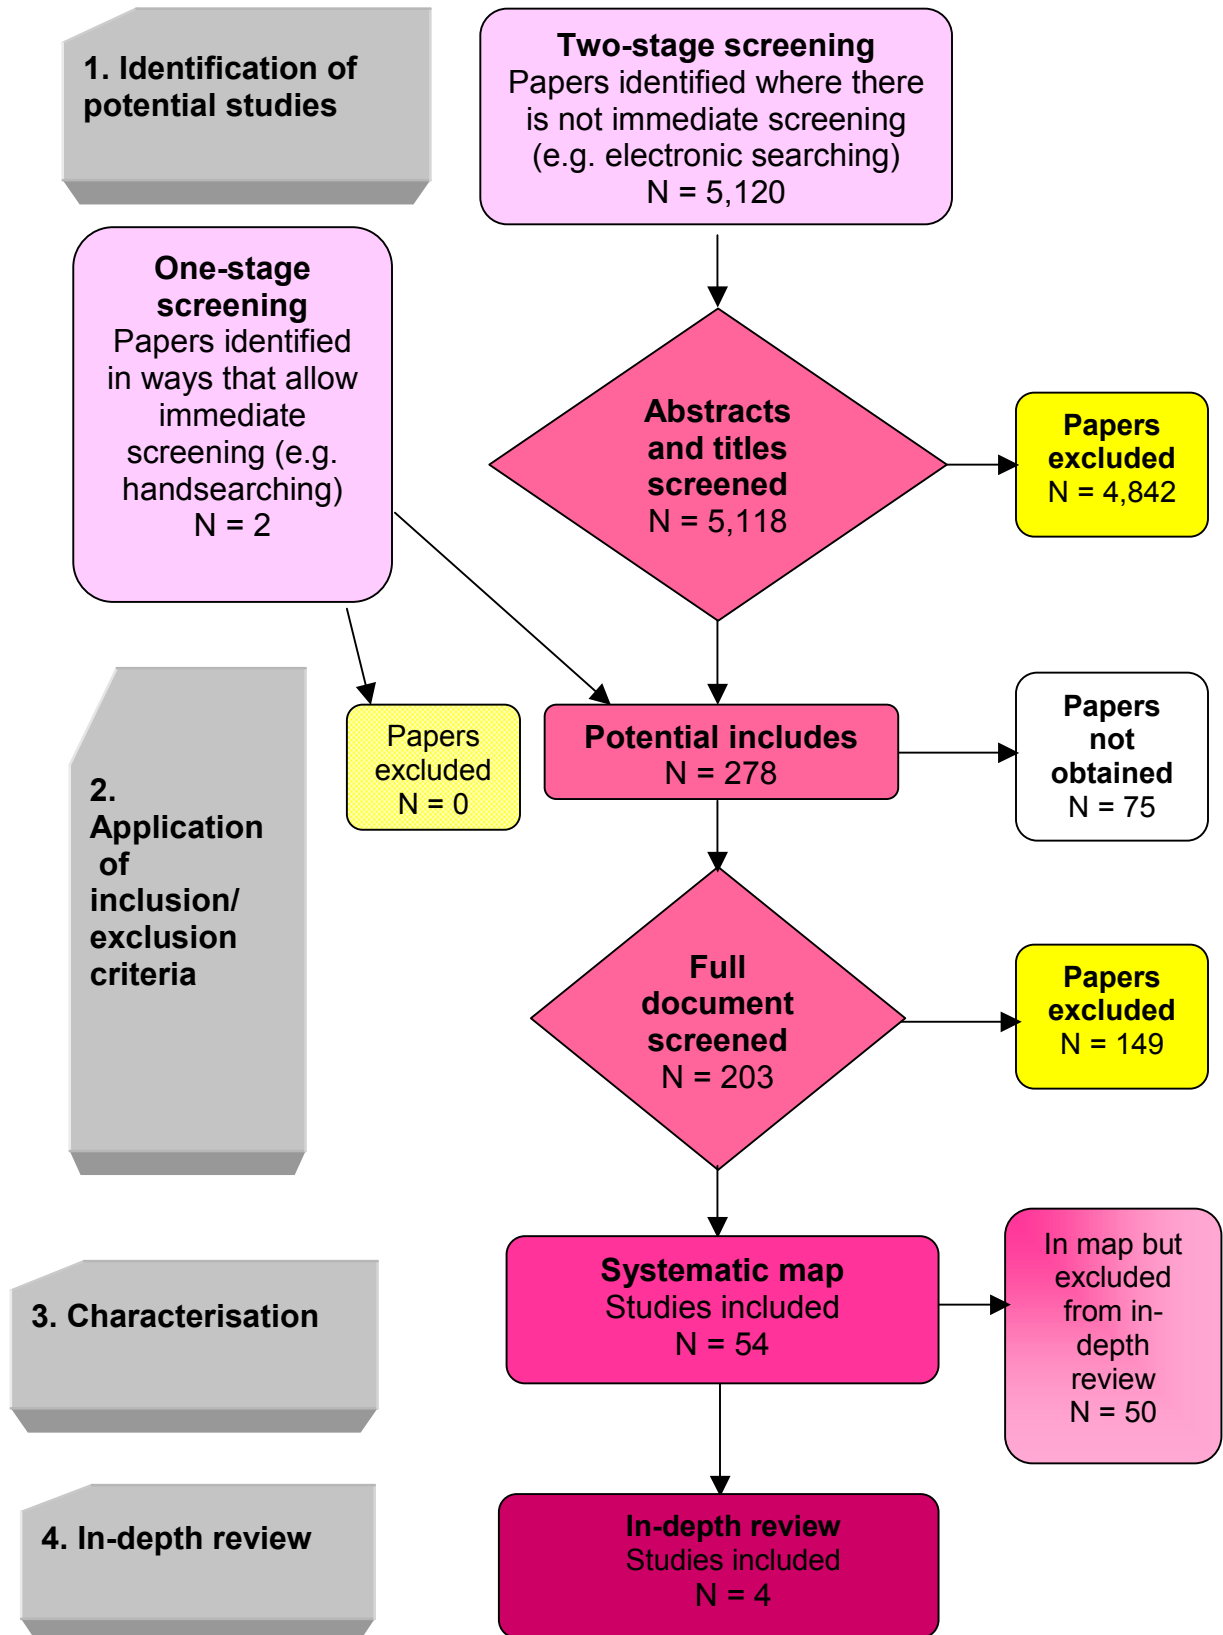 1. Identification of
potential studies
Two-stage screening
Papers identified where there
is not immediate screening
(e.g. electronic searching)
N = 5,120
One-stage
screening
Papers identified
in ways that allow
immediate
screening (e.g.
handsearching)
N = 2
Abstracts
and titles
screened
N = 5,118
Papers
excluded
N = 4,842
2.
Application
of
inclusion/
exclusion
criteria
Papers
excluded
N = 0
Potential includes
N = 278
Papers
not
obtained
N = 75
Full
document
screened
N = 203
Papers
excluded
N = 149
3. Characterisation
Systematic map
Studies included
N = 54
In map but
excluded
from in-
depth
review
N = 50
4. In-depth review
In-depth review
Studies included
N = 4